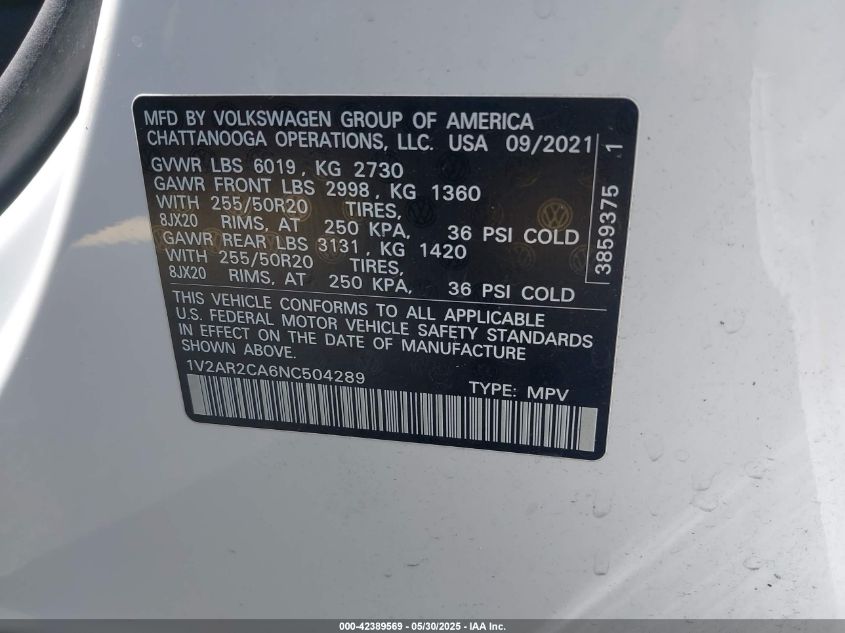 MFD BY VOLKSWAGEN GROUP OF AMERICA
CHATTANOOGA OPERATIONS, LLC. USA 09/2021
GVWR LBS 6019, KG 2730
GAWR FRONT LBS 2998, KG 1360
WITH 255/50R20 TIRES,
8JX20 RIMS, AT 250 KPA, 36 PSI COLD
GAWR REAR LBS 3131, KG 1420
WITH 255/50R20 TIRES,
8JX20 RIMS, AT 250 KPA, 36 PSI COLD
THIS VEHICLE CONFORMS TO ALL APPLICABLE
U.S. FEDERAL MOTOR VEHICLE SAFETY STANDARDS
IN EFFECT ON THE DATE OF MANUFACTURE
SHOWN ABOVE.
1V2AR2CA6NC504289 TYPE: MPV
3859375 1
000-42389569 - 05/30/2025 - IAA Inc.